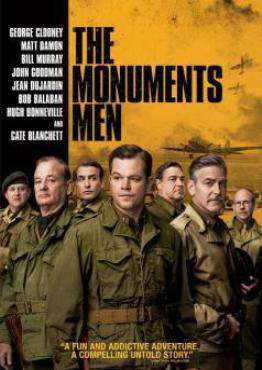 GEORGE CLOONEY
MATT DAMON
BILL MURRAY
JOHN GOODMAN
JEAN DUJARDIN
BOB BALABAN
HUGH BONNEVILLE
AND
CATE BLANCHETT
THE
MONUMENTS
MEN
"A FUN AND ADDICTIVE ADVENTURE.
A COMPELLING UNTOLD STORY."